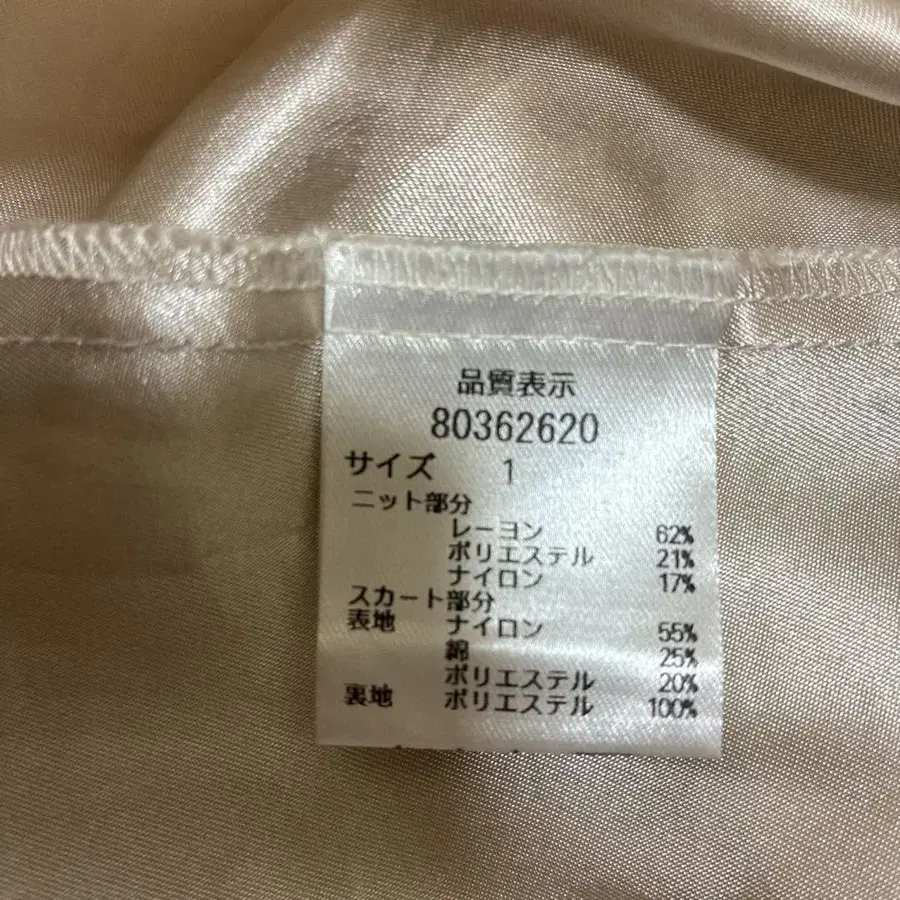 品質表示
80362620
サイズ 1
ニット部分
レーヨン 62%
ポリエステル 21%
ナイロン 17%
スカート部分
表地 ナイロン 55%
綿 25%
ポリエステル 20%
裏地 ポリエステル 100%